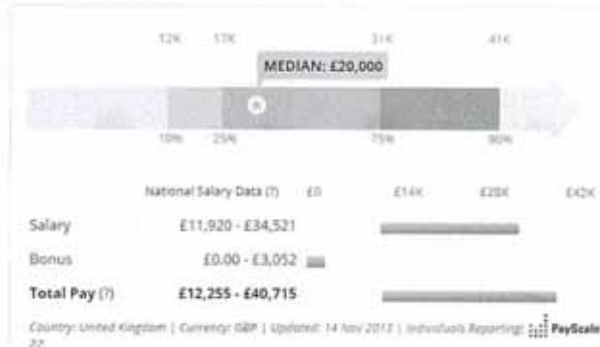 12K 17K 31K 41K
MEDIAN: £20,000
10% 25% 75% 90%
National Salary Data (?) £0 £14K £28K £42K
Salary £11,920 - £34,521
Bonus £0.00 - £3,052
Total Pay (?) £12,255 - £40,715
Country: United Kingdom | Currency: GBP | Updated: 14 Nov 2013 | Individuals Reporting: PayScale
22